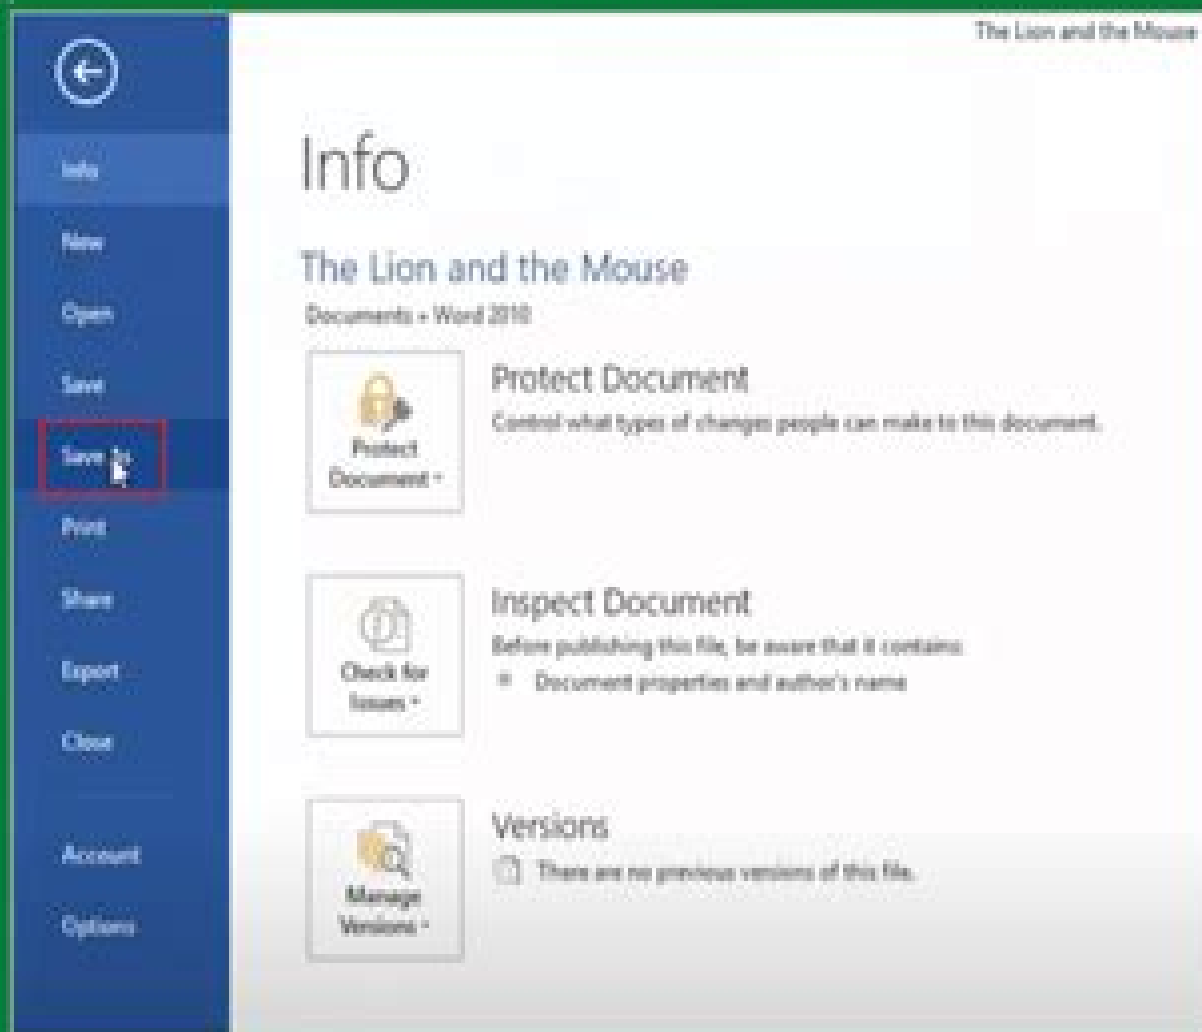 The Lion and the Mouse
Info
Info
New
Open
Save
Save As
Print
Share
Export
Close
Account
Options
The Lion and the Mouse
Documents » Word 2010
Protect Document
Protect Document
Control what types of changes people can make to this document.
Check for Issues
Inspect Document
Before publishing this file, be aware that it contains:
Document properties and author's name
Manage Versions
Versions
There are no previous versions of this file.